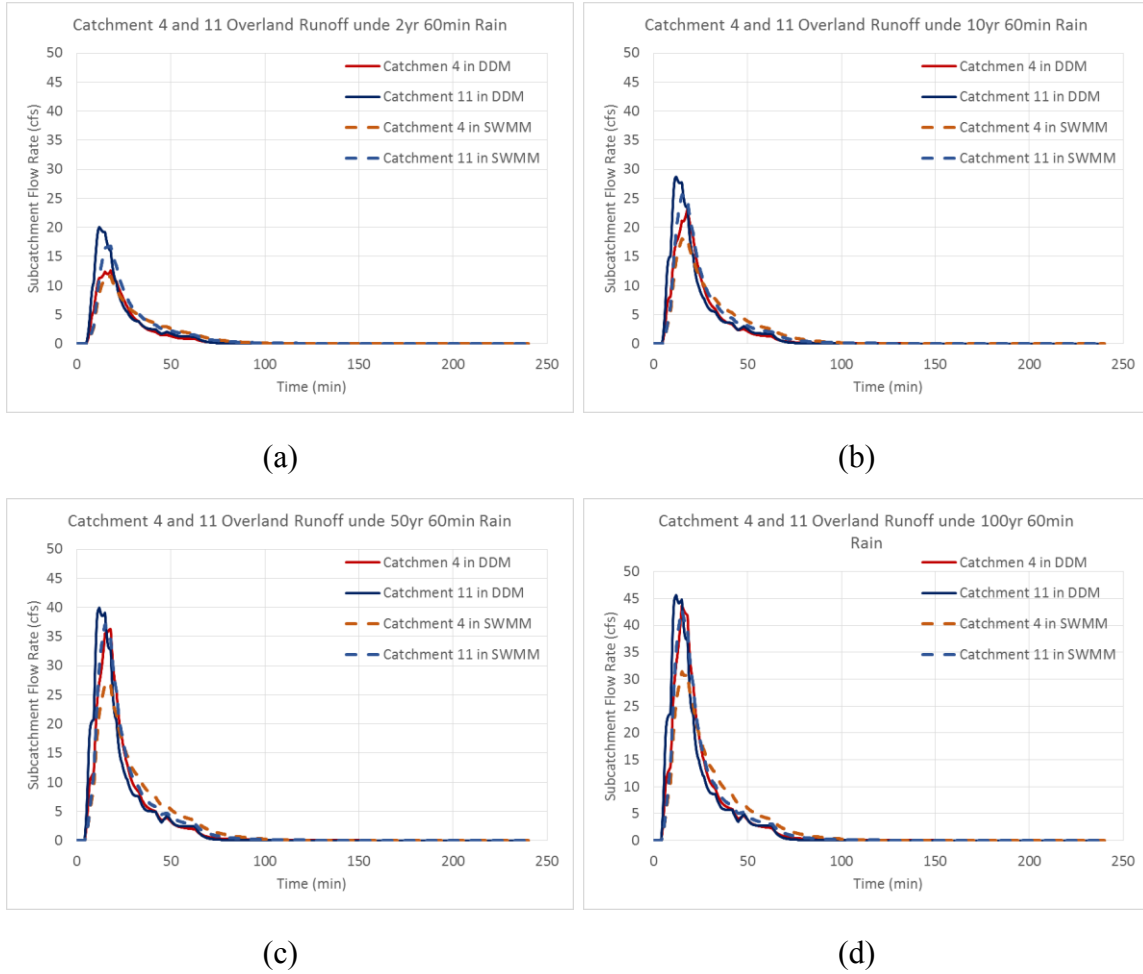 Catchment 4 and 11 Overland Runoff unde 2yr 60min Rain
50
45
40
35
30
25
20
15
10
5
0
Subcatchment Flow Rate (cfs)
Catchmen 4 in DDM
Catchment 11 in DDM
Catchment 4 in SWMM
Catchment 11 in SWMM
0 50 100 150 200 250
Time (min)
(a)
Catchment 4 and 11 Overland Runoff unde 10yr 60min Rain
50
45
40
35
30
25
20
15
10
5
0
Subcatchment Flow Rate (cfs)
Catchmen 4 in DDM
Catchment 11 in DDM
Catchment 4 in SWMM
Catchment 11 in SWMM
0 50 100 150 200 250
Time (min)
(b)
Catchment 4 and 11 Overland Runoff unde 50yr 60min Rain
50
45
40
35
30
25
20
15
10
5
0
Subcatchment Flow Rate (cfs)
Catchmen 4 in DDM
Catchment 11 in DDM
Catchment 4 in SWMM
Catchment 11 in SWMM
0 50 100 150 200 250
Time (min)
(c)
Catchment 4 and 11 Overland Runoff unde 100yr 60min
Rain
50
45
40
35
30
25
20
15
10
5
0
Subcatchment Flow Rate (cfs)
Catchmen 4 in DDM
Catchment 11 in DDM
Catchment 4 in SWMM
Catchment 11 in SWMM
0 50 100 150 200 250
Time (min)
(d)